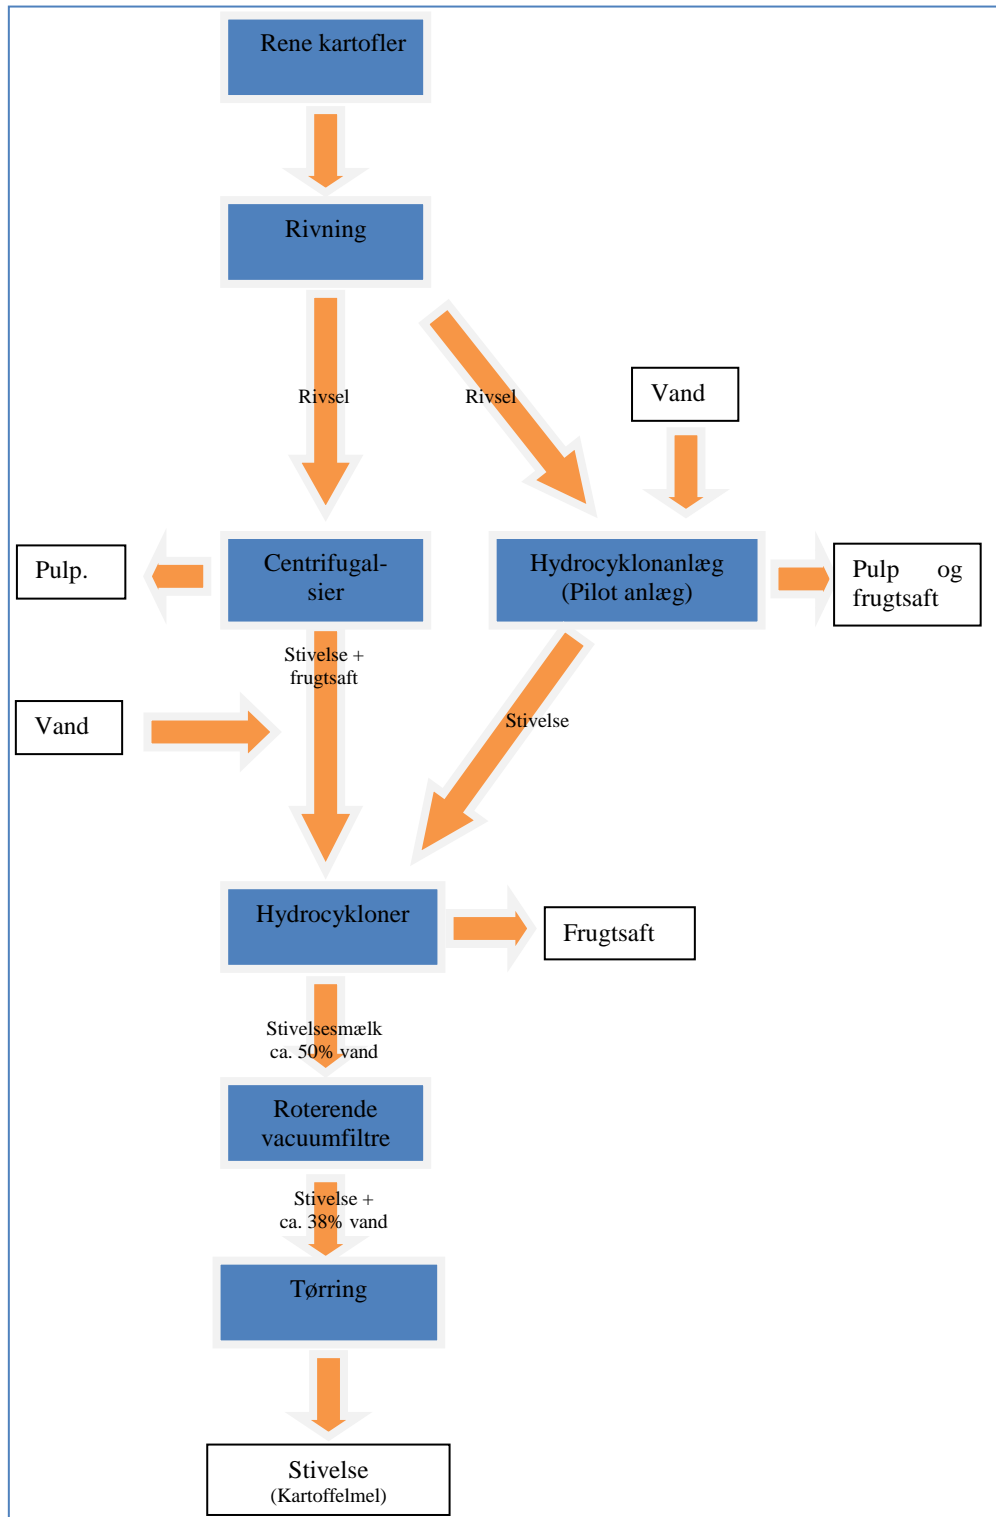 Rene kartofler
Rivning
Rivsel
Rivsel
Vand
Pulp.
Centrifugal-
sier
Hydrocyklonanlæg
(Pilot anlæg)
Pulp og
frugtsaft
Stivelse +
frugtsaft
Vand
Stivelse
Hydrocykloner
Frugtsaft
Stivelsesmælk
ca. 50% vand
Roterende
vacuumfiltre
Stivelse +
ca. 38% vand
Tørring
Stivelse
(Kartoffelmel)